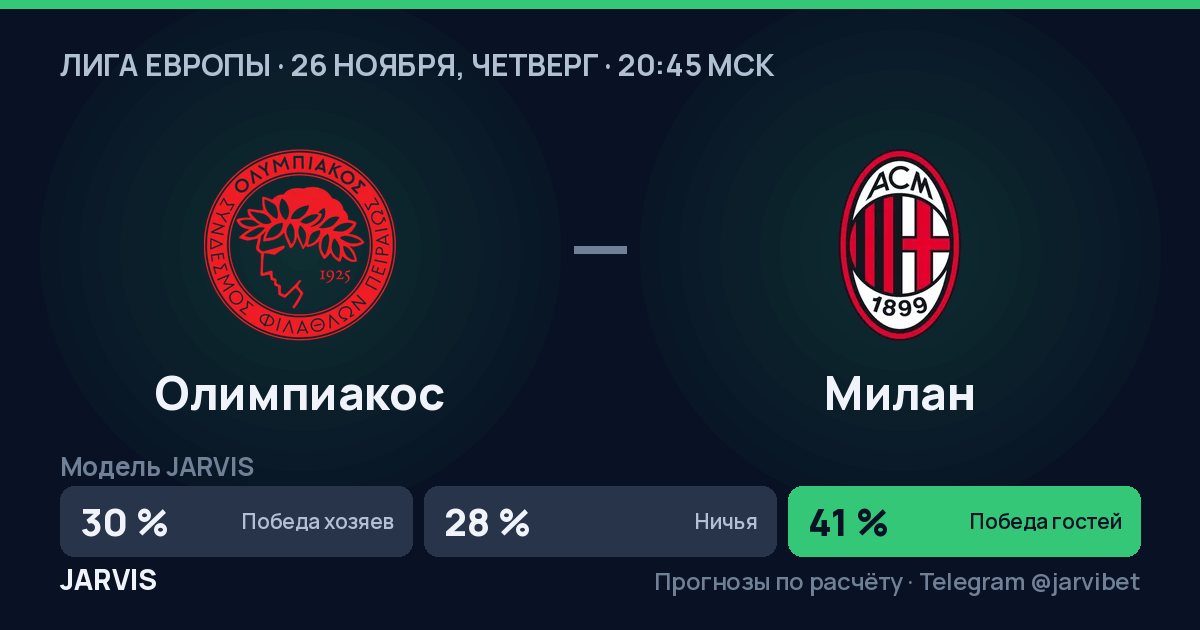 ЛИГА ЕВРОПЫ · 26 НОЯБРЯ, ЧЕТВЕРГ · 20:45 МСК
ΟΛΥΜΠΙΑΚΟΣ
ΣΥΝΔΕΣΜΟΣ ΦΙΛΑΘΛΩΝ ΠΕΙΡΑΙΩΣ
1925
ACM
1899
—
Олимпиакос
Милан
Модель JARVIS
30 % Победа хозяев
28 % Ничья
41 % Победа гостей
JARVIS
Прогнозы по расчёту · Telegram @jarvibet